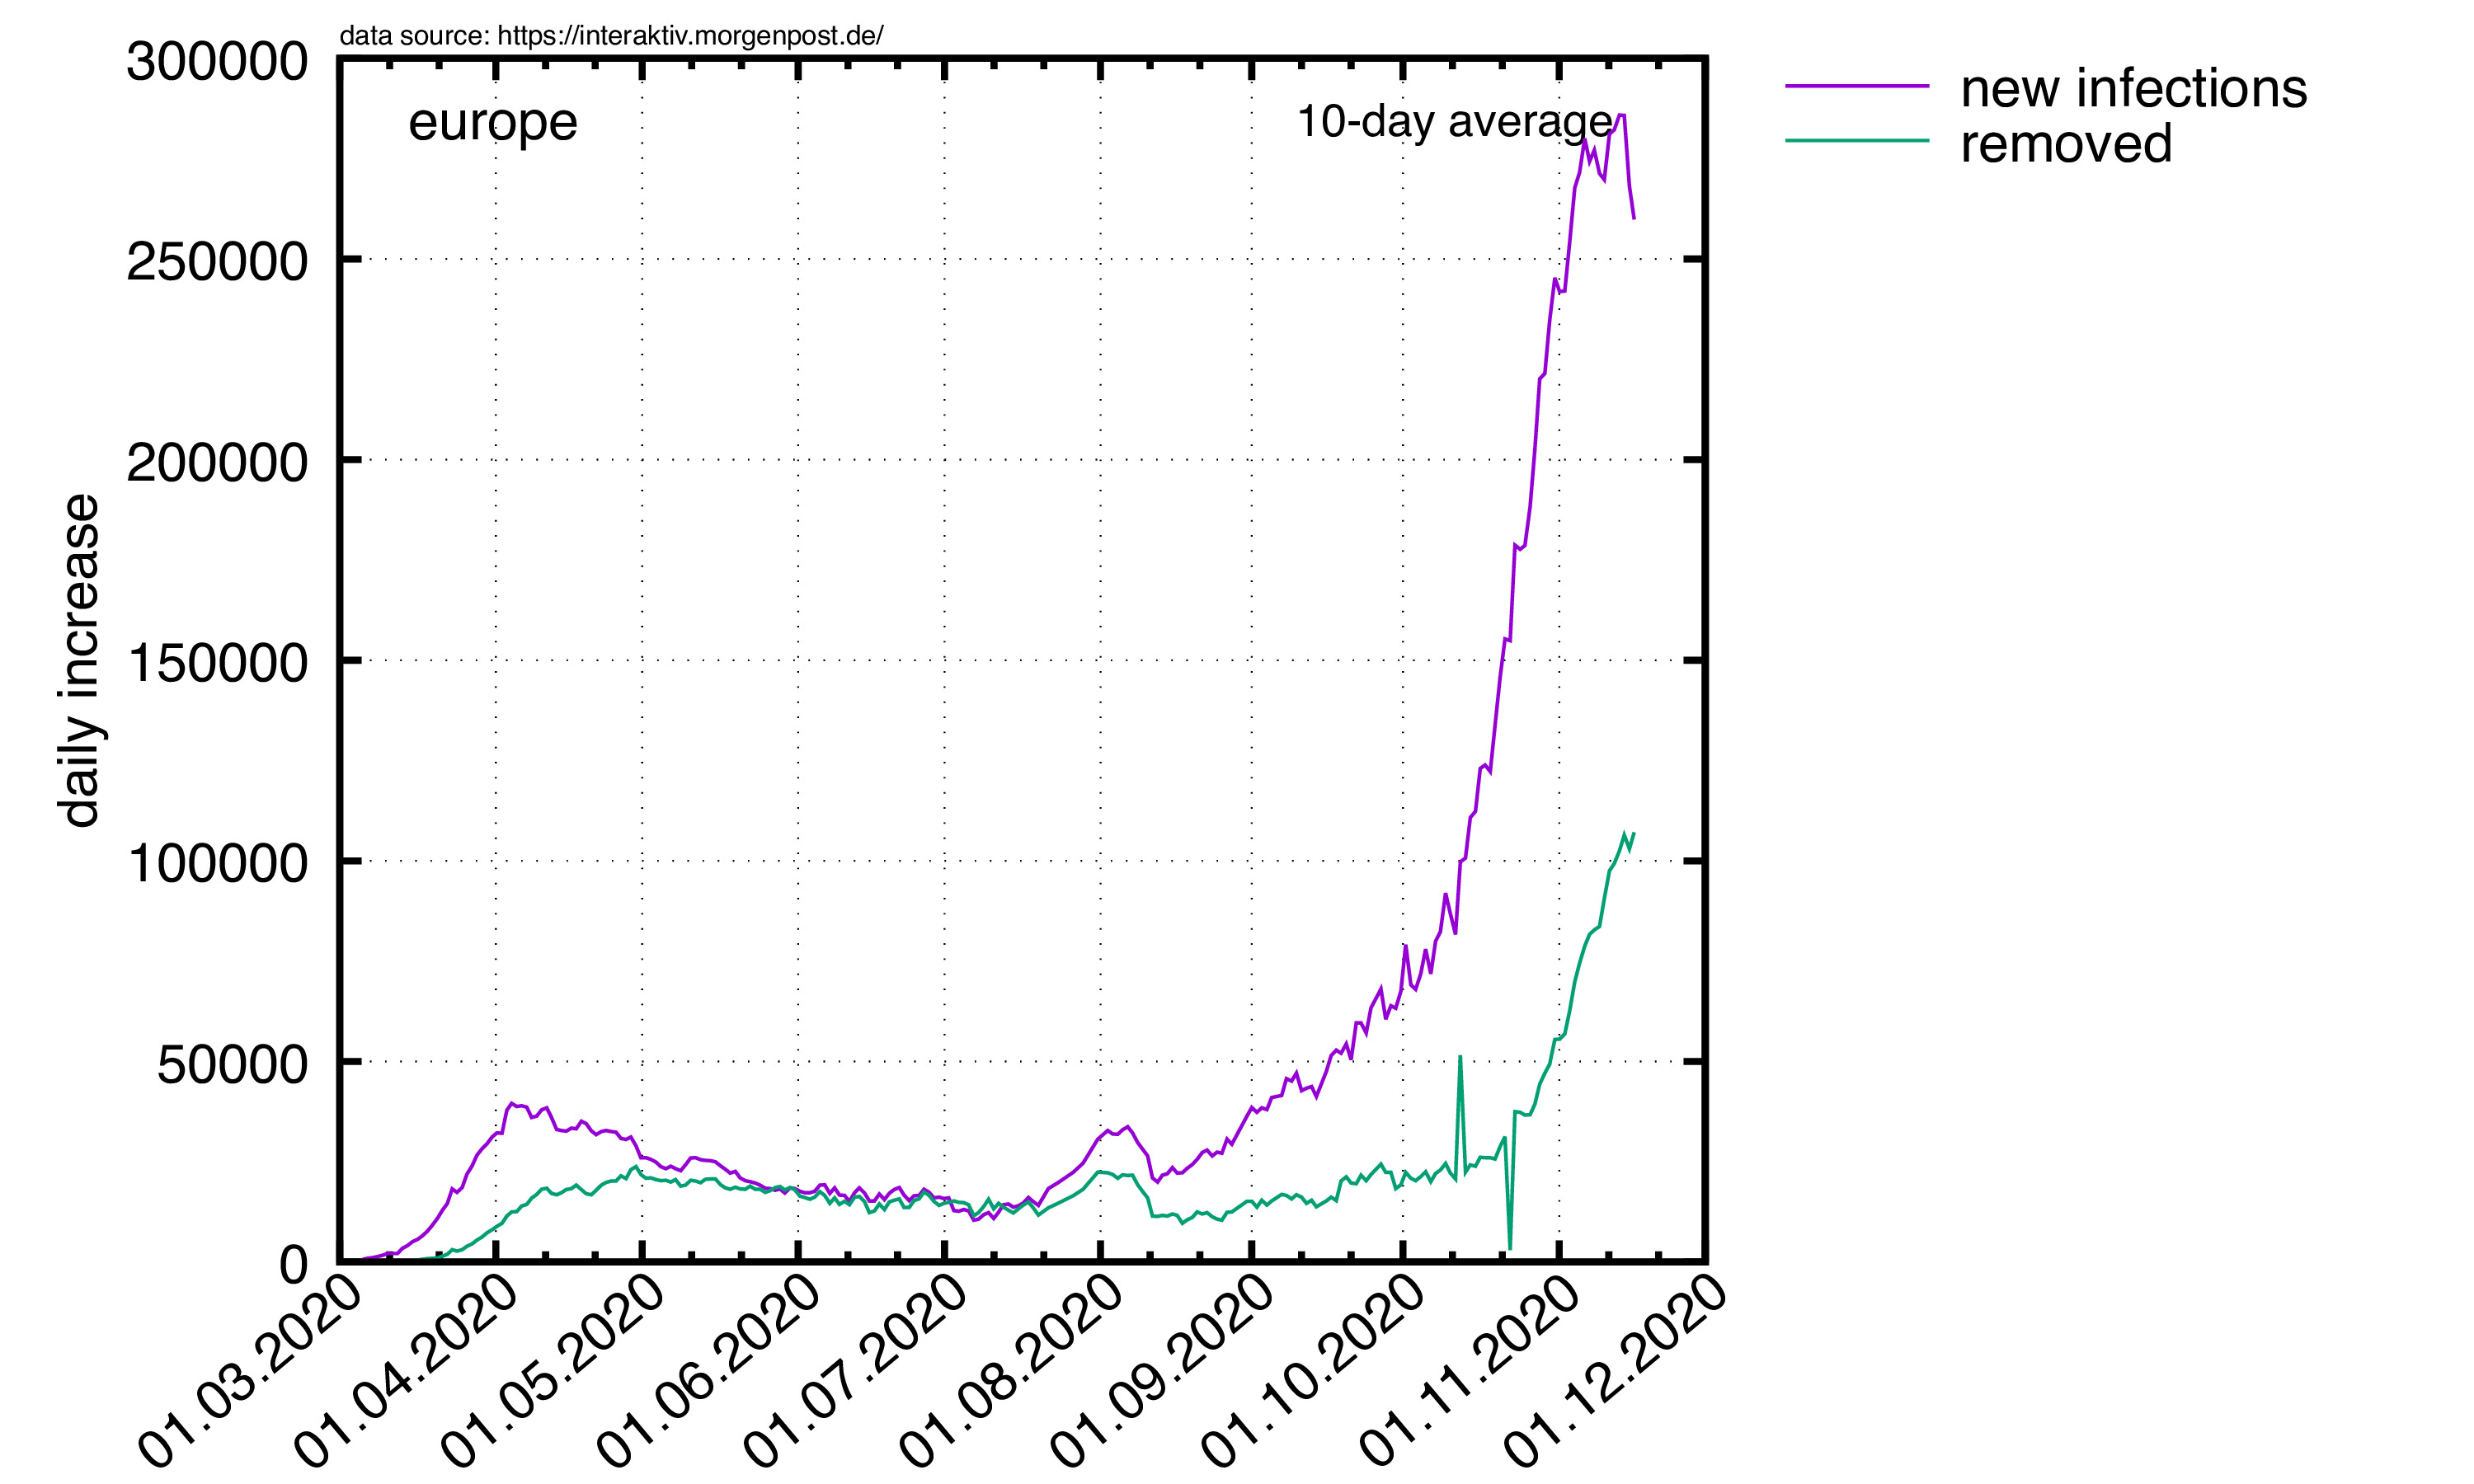 data source: https://interaktiv.morgenpost.de/
300000
250000
200000
150000
100000
50000
0
daily increase
europe
10-day average
new infections
removed
01.03.2020
01.04.2020
01.05.2020
01.06.2020
01.07.2020
01.08.2020
01.09.2020
01.10.2020
01.11.2020
01.12.2020